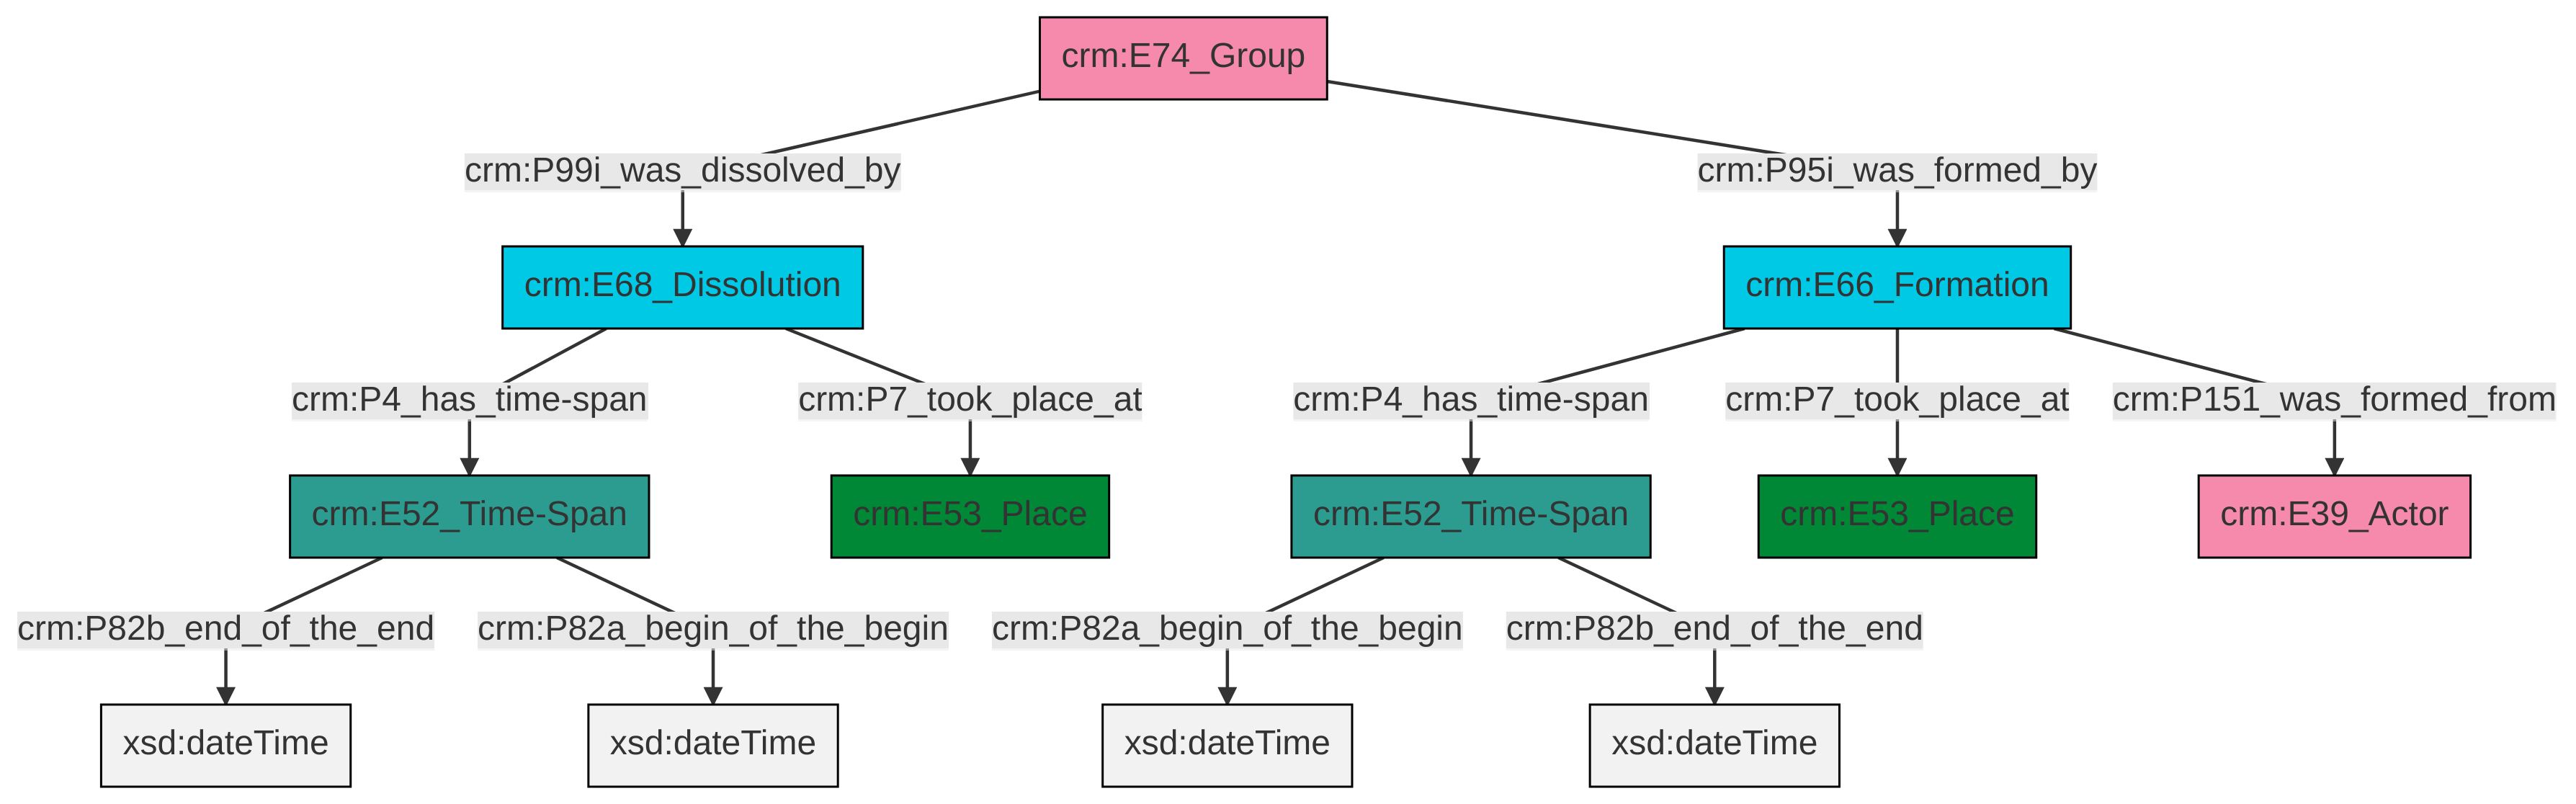 crm:E74_Group
crm:P99i_was_dissolved_by
crm:P95i_was_formed_by
crm:E68_Dissolution
crm:E66_Formation
crm:P4_has_time-span
crm:P7_took_place_at
crm:P4_has_time-span
crm:P7_took_place_at
crm:P151_was_formed_from
crm:E52_Time-Span
crm:E53_Place
crm:E52_Time-Span
crm:E53_Place
crm:E39_Actor
crm:P82b_end_of_the_end
crm:P82a_begin_of_the_begin
crm:P82a_begin_of_the_begin
crm:P82b_end_of_the_end
xsd:dateTime
xsd:dateTime
xsd:dateTime
xsd:dateTime